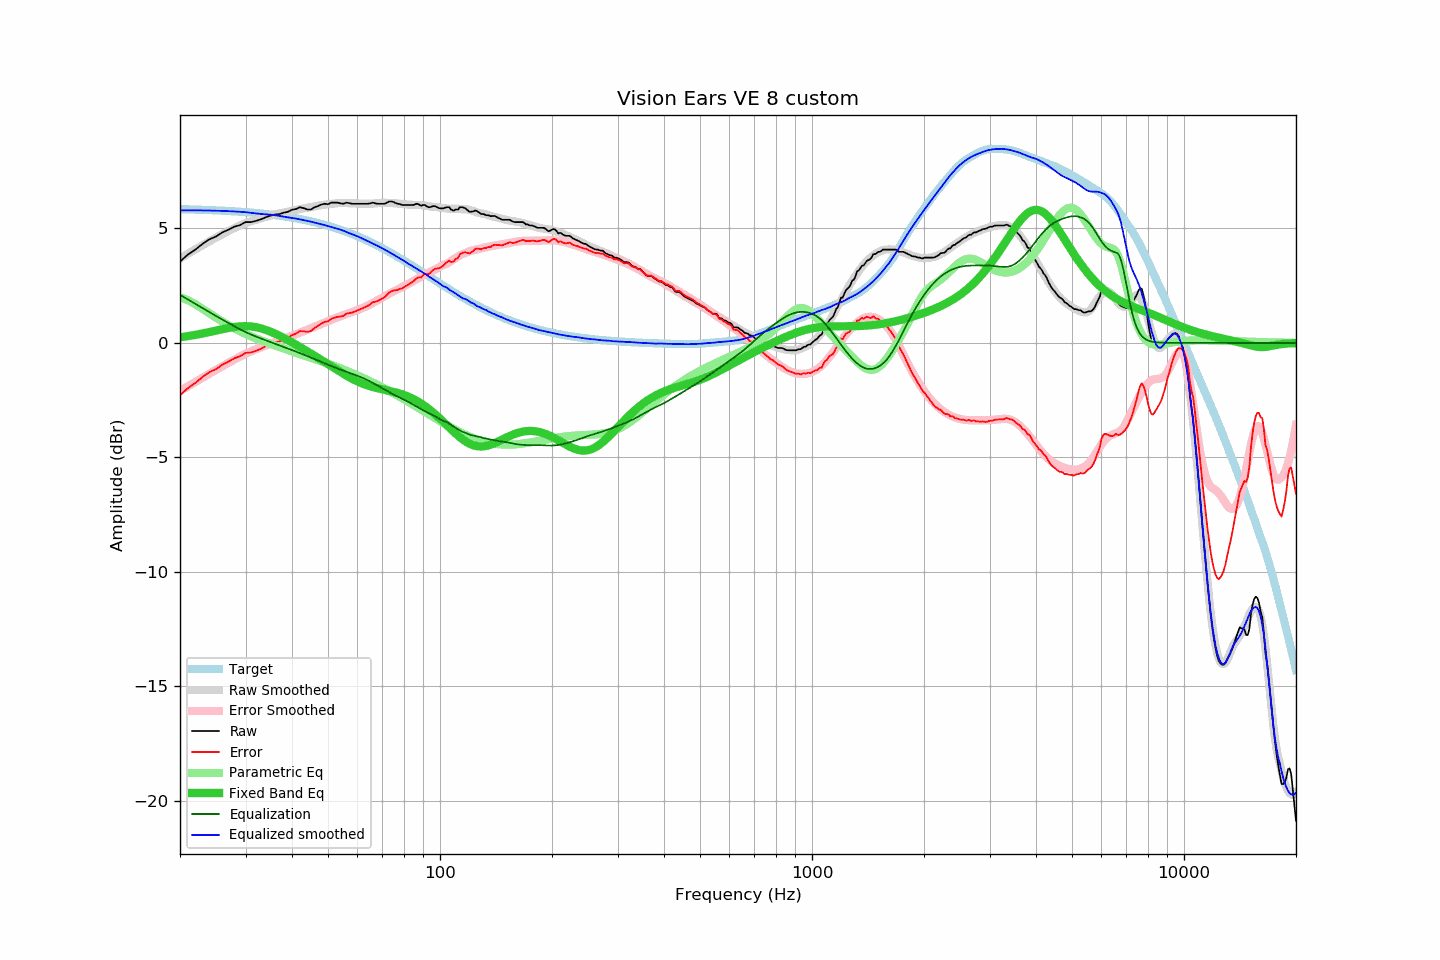 Vision Ears VE 8 custom
Amplitude (dBr)
5
0
−5
−10
−15
−20
Target
Raw Smoothed
Error Smoothed
Raw
Error
Parametric Eq
Fixed Band Eq
Equalization
Equalized smoothed
100 1000 10000
Frequency (Hz)